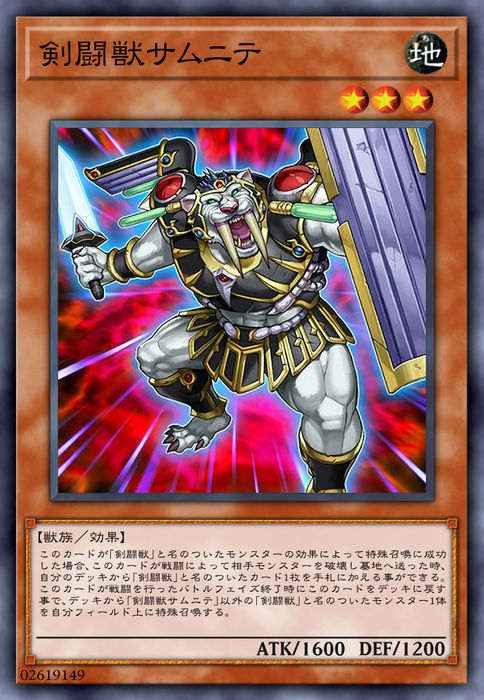 剣闘獣サムニテ
ち
地
【獣族／効果】
このカードが「剣闘獣」と名のついたモンスターの効果によって特殊召喚に成功
した場合、このカードが戦闘によって相手モンスターを破壊し墓地へ送った時、
自分のデッキから「剣闘獣」と名のついたカード1枚を手札に加える事ができる。
このカードが戦闘を行ったバトルフェイズ終了時にこのカードをデッキに戻す
事で、デッキから「剣闘獣サムニテ」以外の「剣闘獣」と名のついたモンスター1体
を自分フィールド上に特殊召喚する。
ATK/1600 DEF/1200
02619149